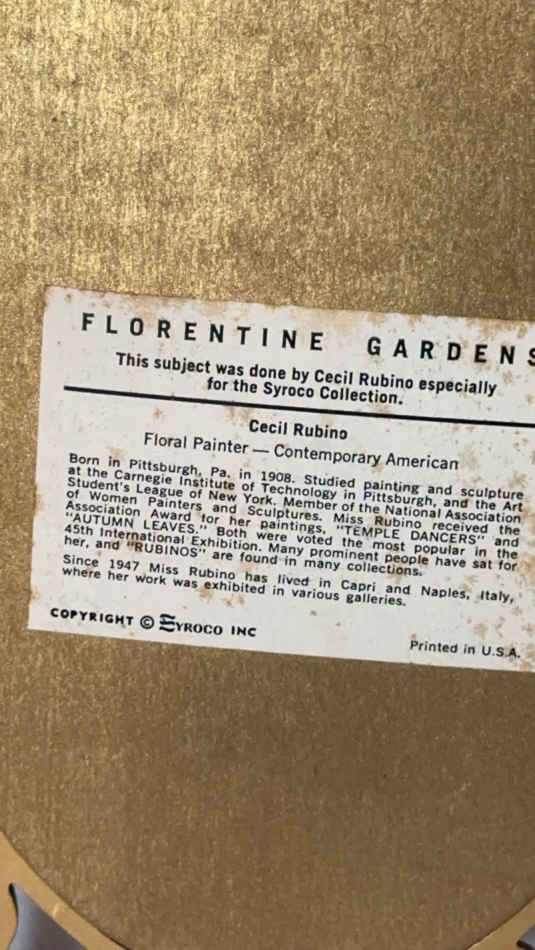 FLORENTINE GARDENS
This subject was done by Cecil Rubino especially
for the Syroco Collection.
Cecil Rubino
Floral Painter — Contemporary American
Born in Pittsburgh, Pa. in 1908. Studied painting and sculpture
at the Carnegie Institute of Technology in Pittsburgh, and the Art
Student's League of New York. Member of the National Association
of Women Painters and Sculptures. Miss Rubino received the
Association Award for her paintings, "TEMPLE DANCERS" and
"AUTUMN LEAVES." Both were voted the most popular in the
45th International Exhibition. Many prominent people have sat for
her, and "RUBINOS" are found in many collections.
Since 1947 Miss Rubino has lived in Capri and Naples, Italy,
where her work was exhibited in various galleries.
COPYRIGHT © SYROCO INC
Printed in U.S.A.